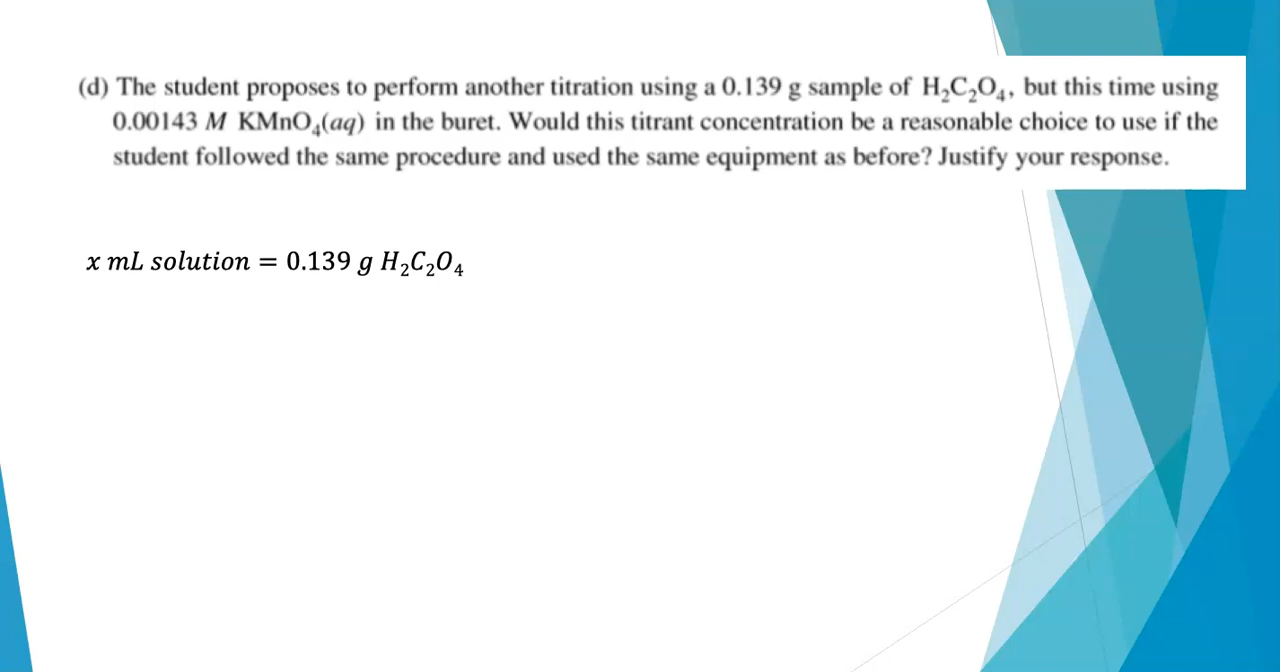 (d) The student proposes to perform another titration using a 0.139 g sample of H₂C₂O₄, but this time using
0.00143 M KMnO₄(aq) in the buret. Would this titrant concentration be a reasonable choice to use if the
student followed the same procedure and used the same equipment as before? Justify your response.
x mL solution = 0.139 g H₂C₂O₄